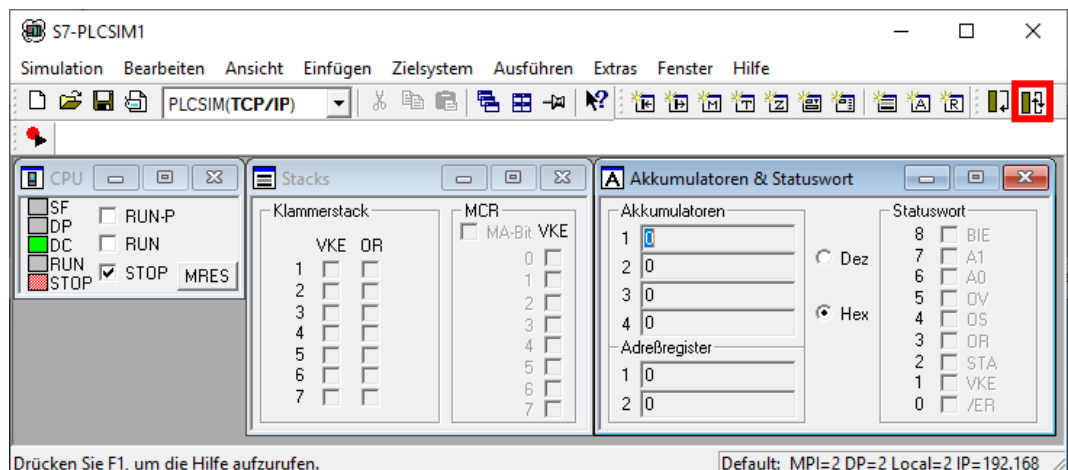 S7-PLCSIM1
Simulation Bearbeiten Ansicht Einfügen Zielsystem Ausführen Extras Fenster Hilfe
PLCSIM(TCP/IP)
CPU
SF
DP
DC
RUN
STOP
RUN-P
RUN
STOP
MRES
Stacks
Klammerstack
VKE OR
1
2
3
4
5
6
7
MCR
MA-Bit VKE
0
1
2
3
4
5
6
7
A Akkumulatoren & Statuswort
Akkumulatoren
1 0
2 0
3 0
4 0
Adreßregister
1 0
2 0
Dez
Hex
Statuswort
8 BIE
7 A1
6 A0
5 OV
4 OS
3 OR
2 STA
1 VKE
0 /ER
Drücken Sie F1, um die Hilfe aufzurufen.
Default: MPI=2 DP=2 Local=2 IP=192.168